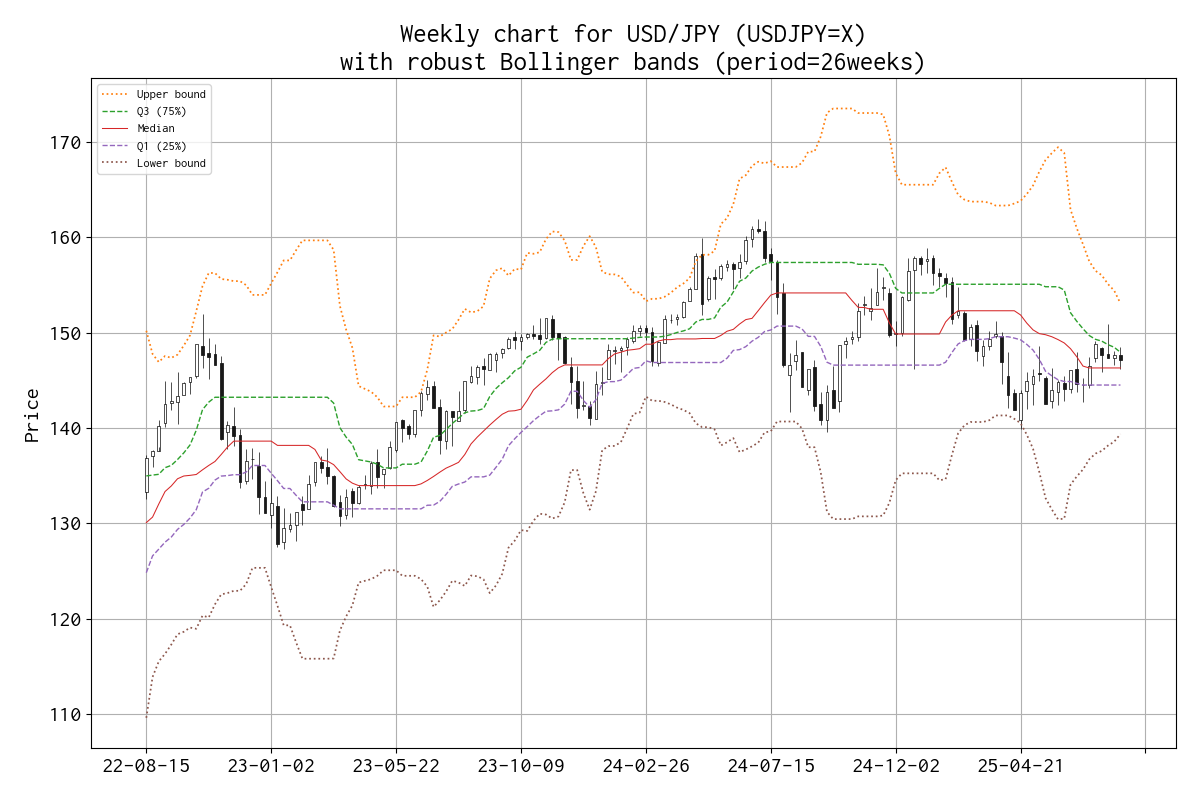 Weekly chart for USD/JPY (USDJPY=X)
with robust Bollinger bands (period=26weeks)
Upper bound
Q3 (75%)
Median
Q1 (25%)
Lower bound
170
160
150
140
130
120
110
Price
22-08-15
23-01-02
23-05-22
23-10-09
24-02-26
24-07-15
24-12-02
25-04-21